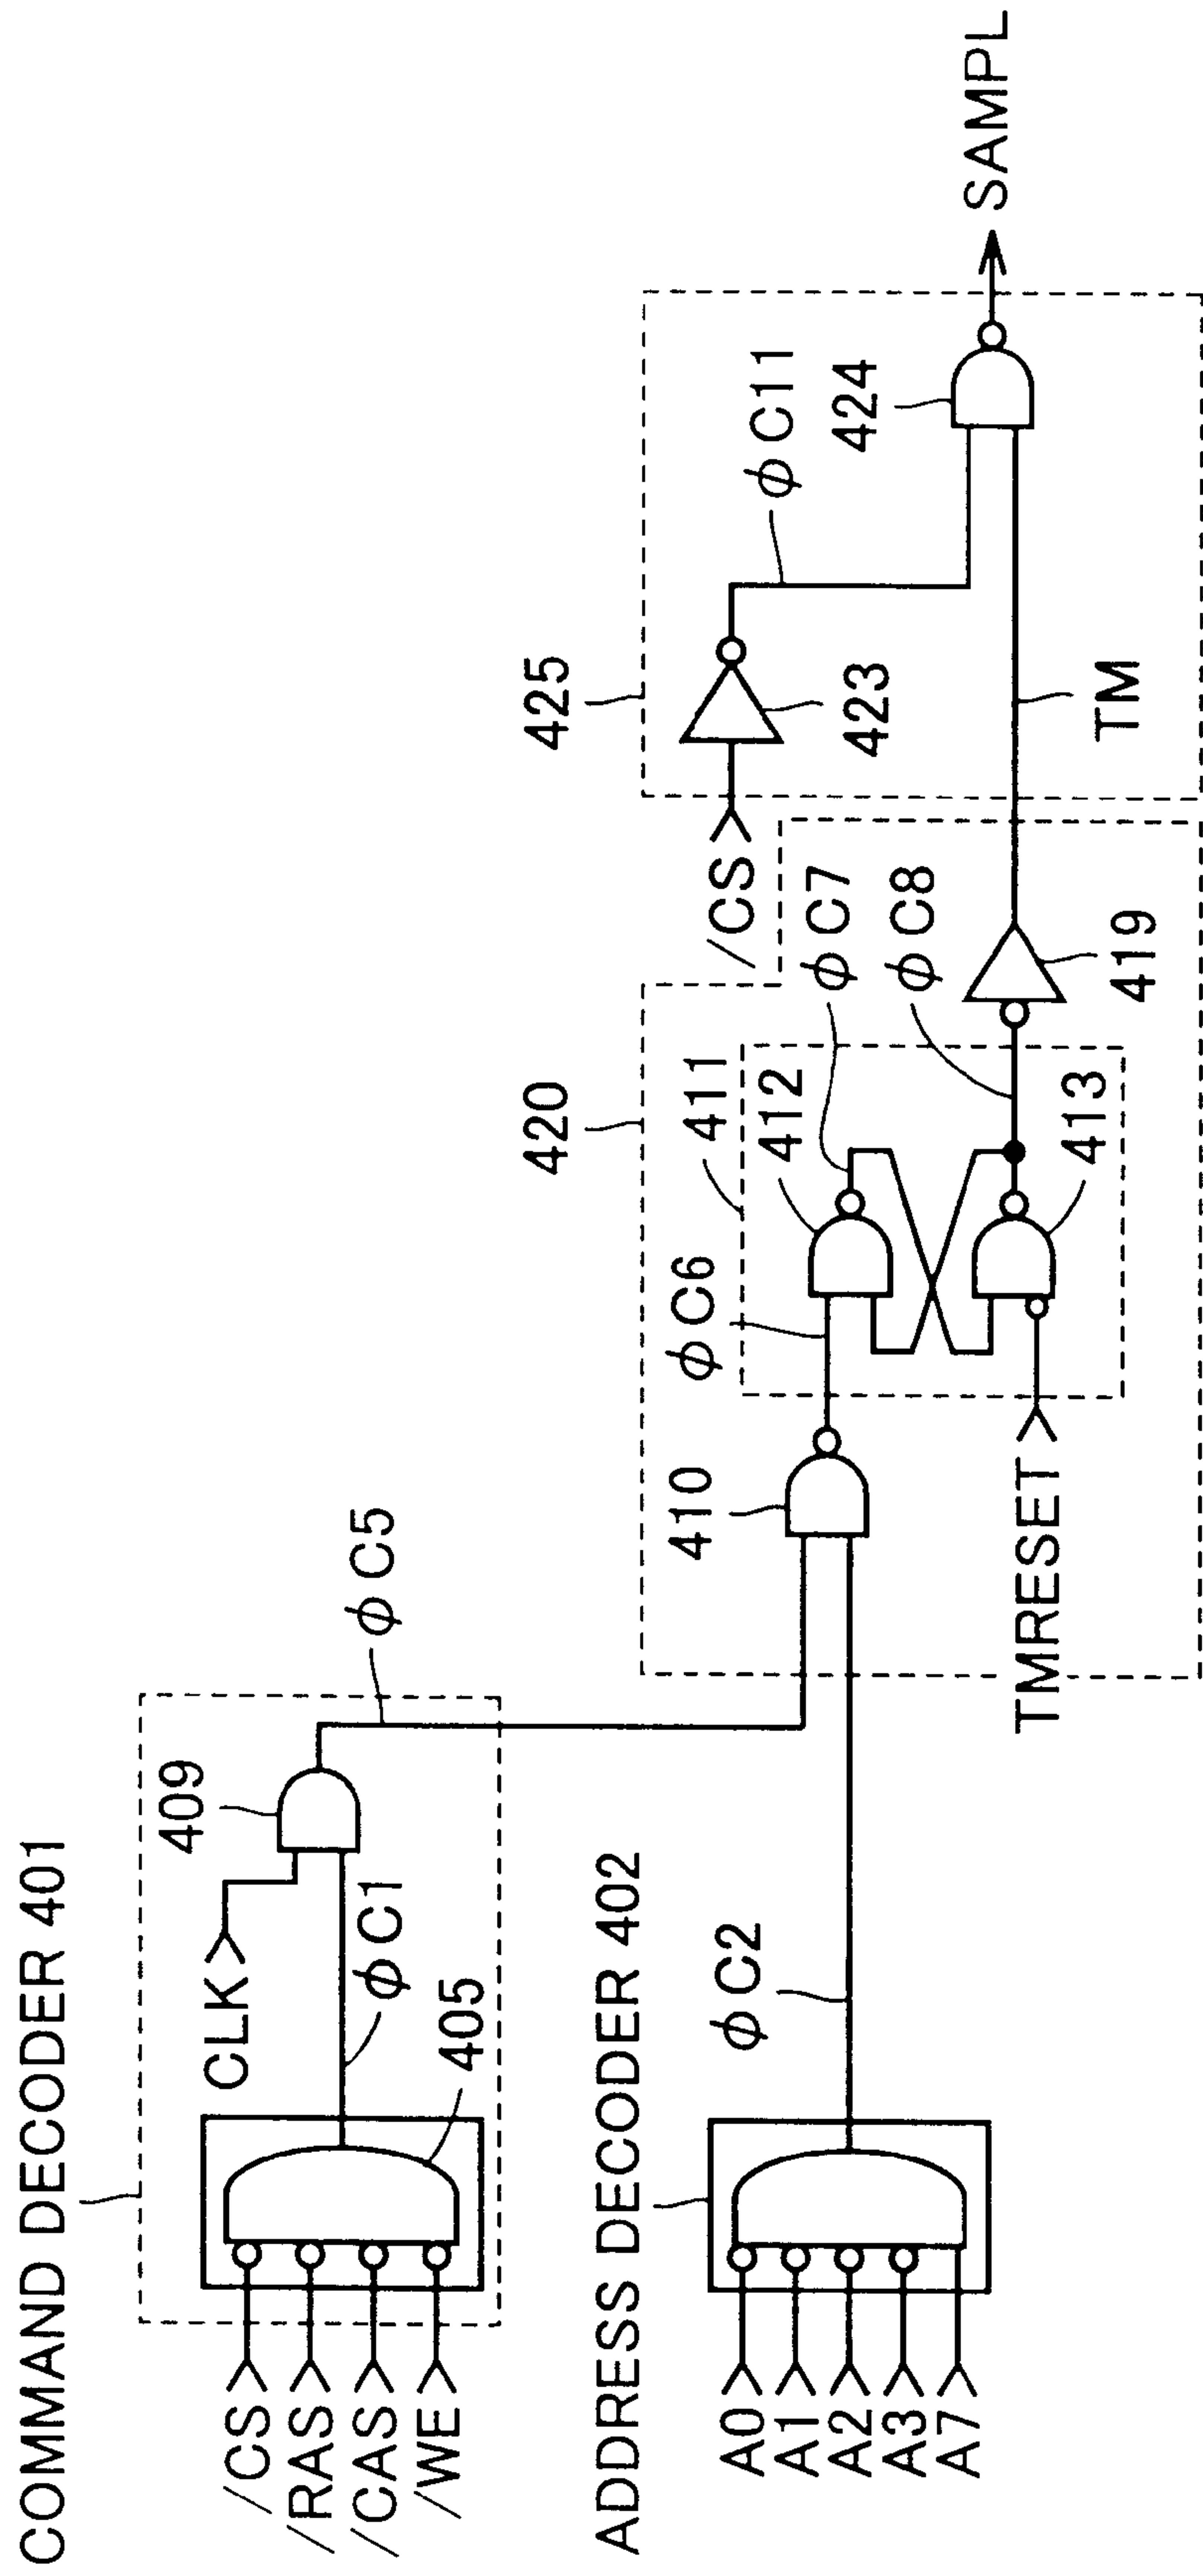 COMMAND DECODER 401
/CS
/RAS
/CAS
/WE
405
CLK
φC1
409
φC5
ADDRESS DECODER 402
A0
A1
A2
A3
A7
φC2
420
410
φC6
411
412
413
TMRESET
φC7
φC8
419
425
/CS
423
φC11
424
TM
SAMPL